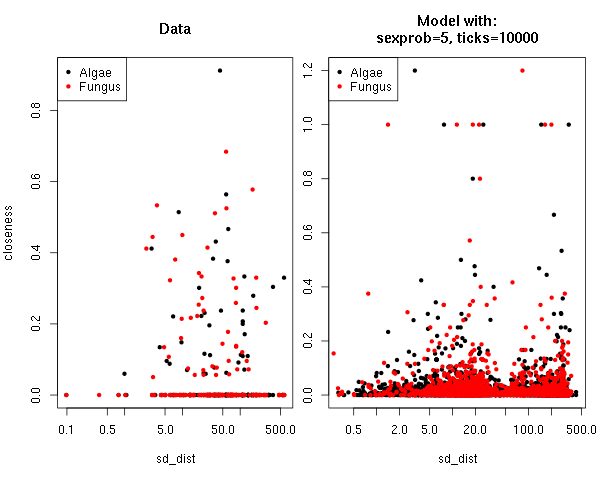 Data
Model with:
sexprob=5, ticks=10000
Algae
Fungus
Algae
Fungus
closeness
0.0
0.2
0.4
0.6
0.8
0.0
0.2
0.4
0.6
0.8
1.0
1.2
0.1 0.5 5.0 50.0 500.0
0.5 2.0 5.0 20.0 100.0 500.0
sd_dist
sd_dist